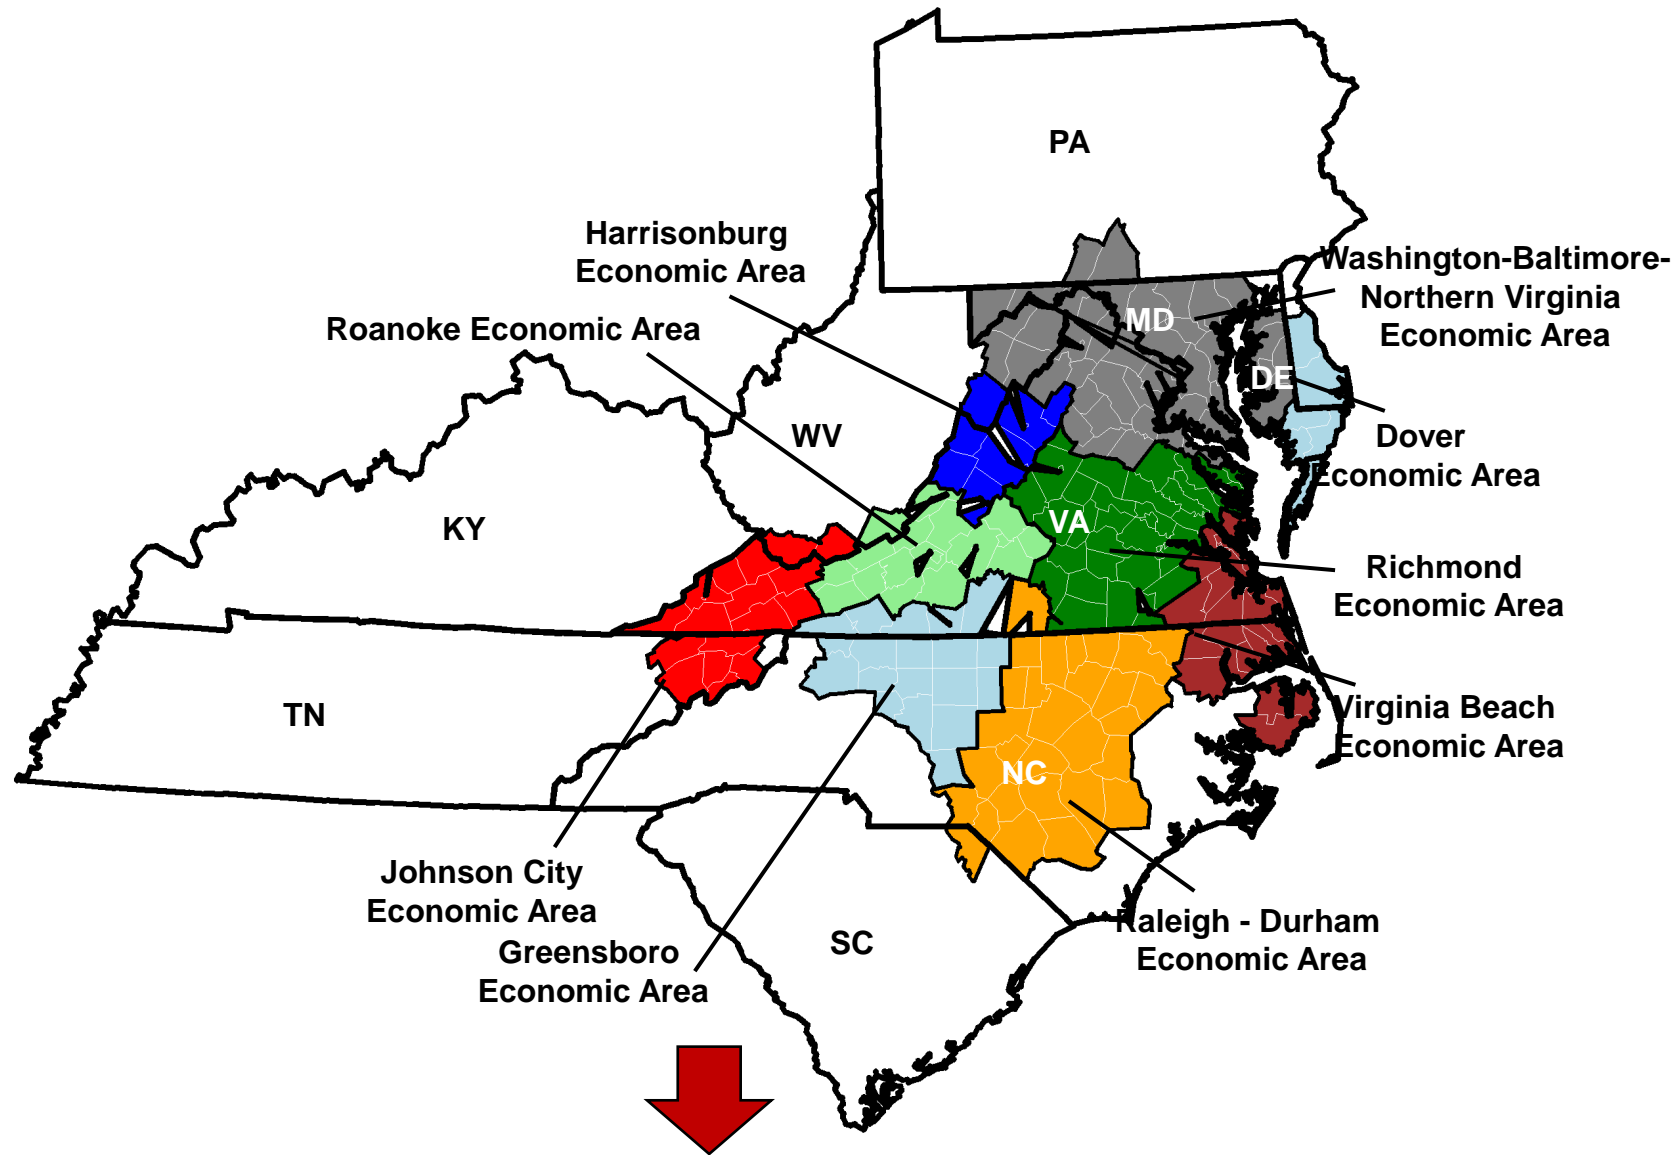 PA
Harrisonburg
Economic Area
Washington-Baltimore-
Northern Virginia
Economic Area
Roanoke Economic Area
MD
DE
WV
Dover
Economic Area
KY
VA
Richmond
Economic Area
TN
Virginia Beach
Economic Area
NC
Johnson City
Economic Area
Raleigh - Durham
Economic Area
Greensboro
Economic Area
SC